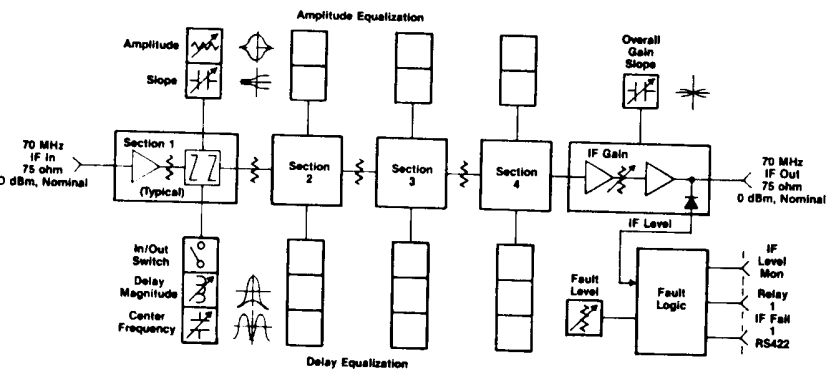 Amplitude Equalization
Amplitude
Slope
Overall
Gain
Slope
70 MHz
IF In
75 ohm
0 dBm, Nominal
Section 1
(Typical)
Section
2
Section
3
Section
4
IF Gain
70 MHz
IF Out
75 ohm
0 dBm, Nominal
IF Level
In/Out
Switch
Delay
Magnitude
Center
Frequency
Fault
Level
Fault
Logic
IF
Level
Mon
Relay
1
IF Fail
1
RS422
Delay Equalization